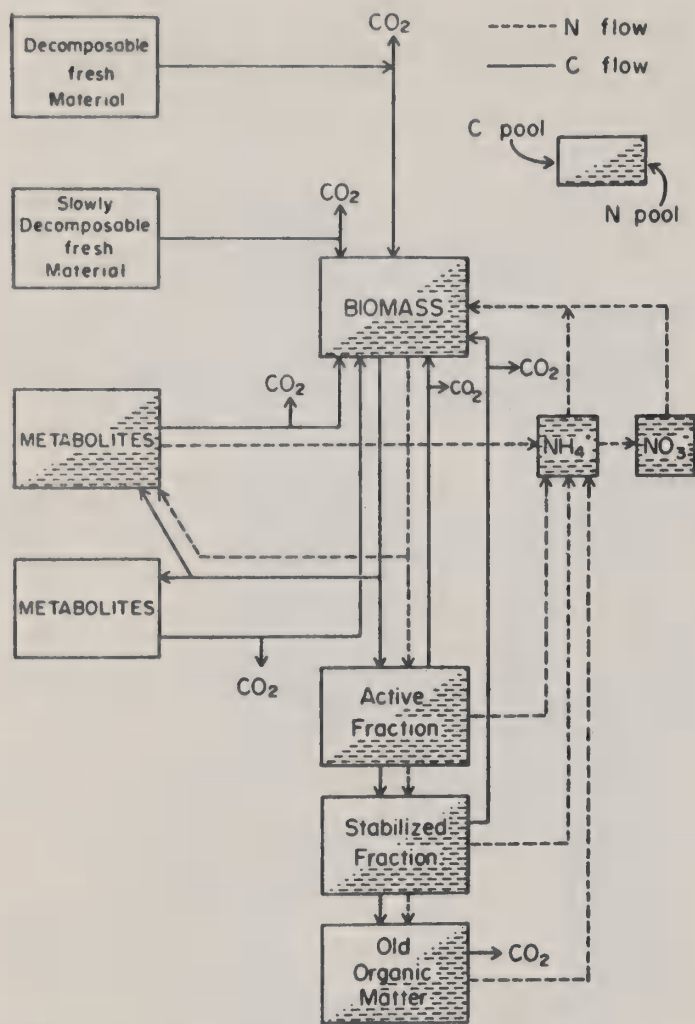 CO2
N flow
C flow
Decomposable
fresh
Material
C pool
N pool
CO2
Slowly
Decomposable
fresh
Material
BIOMASS
CO2
CO2
CO2
METABOLITES
NH4+
NO3-
METABOLITES
CO2
Active
Fraction
Stabilized
Fraction
Old
Organic
Matter
CO2